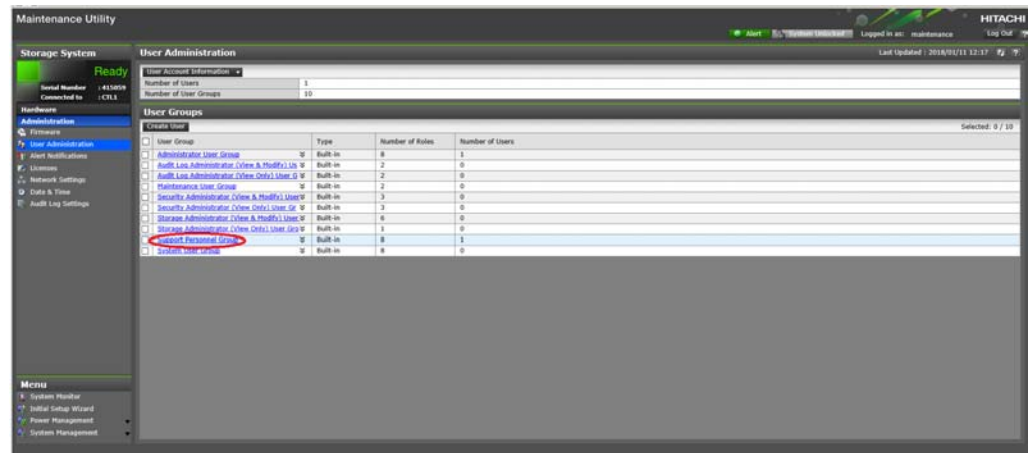 Maintenance Utility
HITACHI
Alert System Unlocked Logged in as: maintenance Log Out
Storage System
Ready
Serial Number : 415059
Connected to : CTL1
Hardware
Administration
Firmware
User Administration
Alert Notifications
Licenses
Network Settings
Date & Time
Audit Log Settings
Menu
System Monitor
Initial Setup Wizard
Power Management
System Management
User Administration Last Updated : 2018/01/11 12:17
User Account Information
Number of Users 1
Number of User Groups 10
User Groups
Create User Selected: 0 / 10
User Group Type Number of Roles Number of Users
Administrator User Group Built-in 8 1
Audit Log Administrator (View & Modify) Us Built-in 2 0
Audit Log Administrator (View Only) User G Built-in 2 0
Maintenance User Group Built-in 2 0
Security Administrator (View & Modify) User Built-in 3 0
Security Administrator (View Only) User Gr Built-in 3 0
Storage Administrator (View & Modify) User Built-in 6 0
Storage Administrator (View Only) User Gro Built-in 1 0
Support Personnel Group Built-in 8 1
System User Group Built-in 8 0